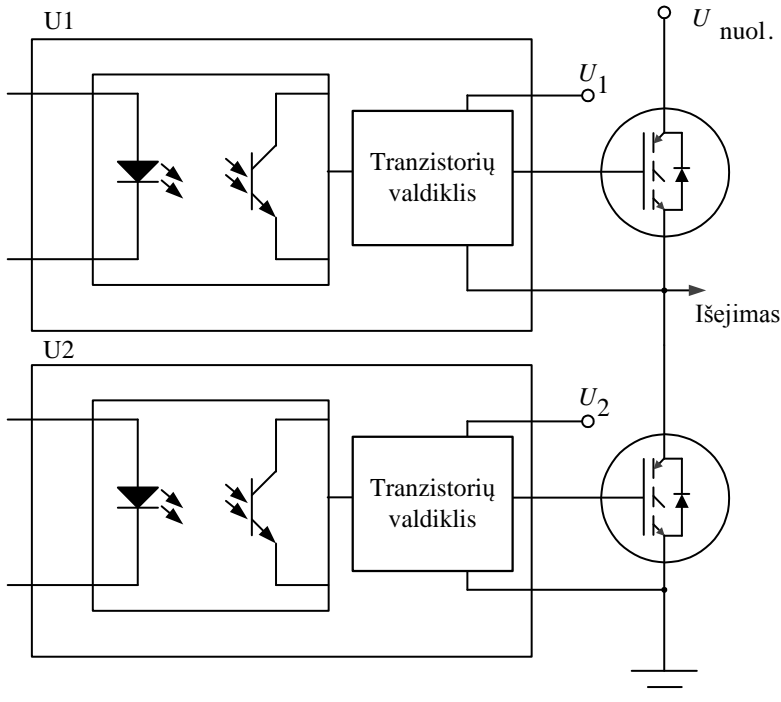 U1
U nuol.
U1
Tranzistorių
valdiklis
Išejimas
U2
U2
Tranzistorių
valdiklis